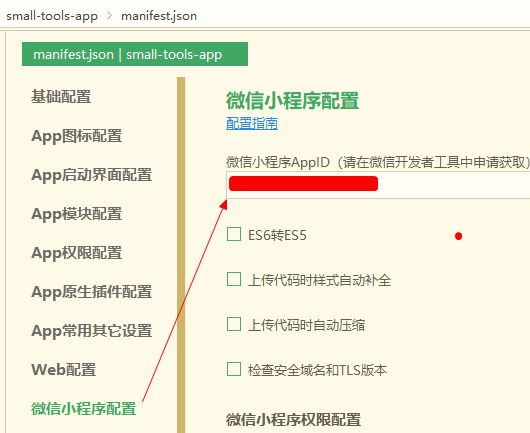 small-tools-app > manifest.json
manifest.json | small-tools-app
基础配置
App图标配置
App启动界面配置
App模块配置
App权限配置
App原生插件配置
App常用其它设置
Web配置
微信小程序配置
微信小程序配置
配置指南
微信小程序AppID（请在微信开发者工具中申请获取)
ES6转ES5
上传代码时样式自动补全
上传代码时自动压缩
检查安全域名和TLS版本
微信小程序权限配置